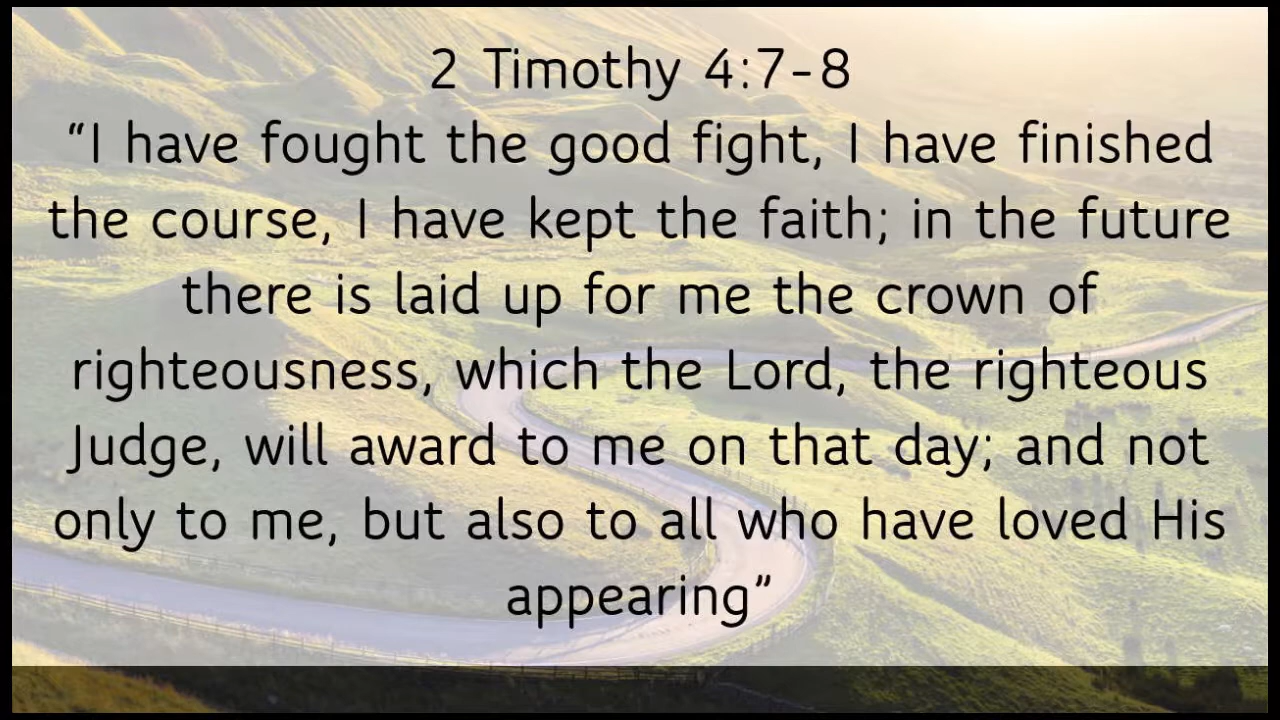 2 Timothy 4:7-8
“I have fought the good fight, I have finished
the course, I have kept the faith; in the future
there is laid up for me the crown of
righteousness, which the Lord, the righteous
Judge, will award to me on that day; and not
only to me, but also to all who have loved His
appearing”